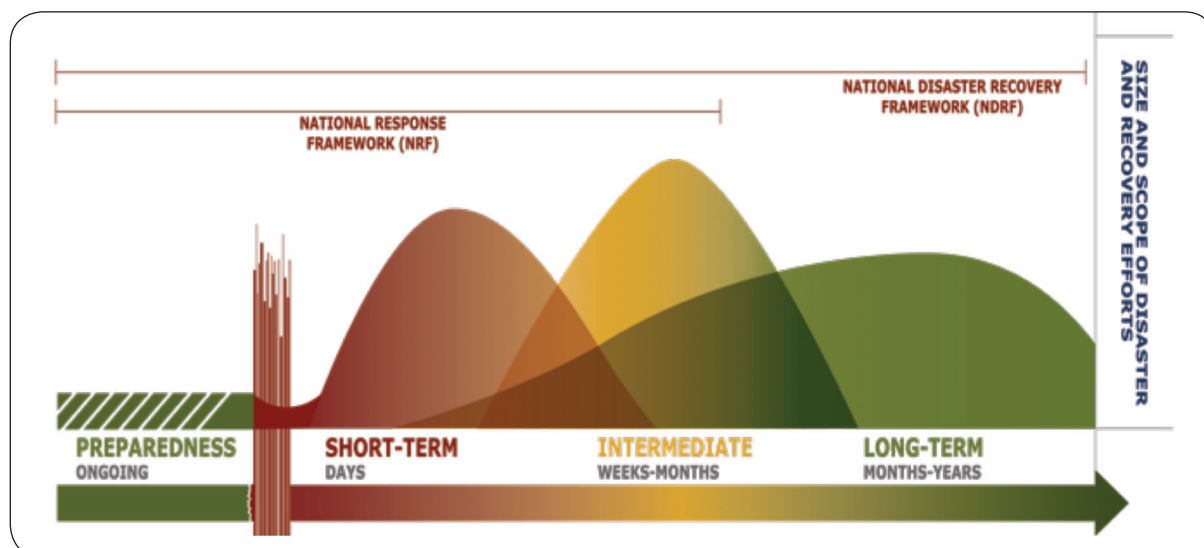 NATIONAL DISASTER RECOVERY
FRAMEWORK (NDRF)
NATIONAL RESPONSE
FRAMEWORK (NRF)
SIZE AND SCOPE OF DISASTER
AND RECOVERY EFFORTS
PREPAREDNESS
ONGOING
SHORT-TERM
DAYS
INTERMEDIATE
WEEKS-MONTHS
LONG-TERM
MONTHS-YEARS